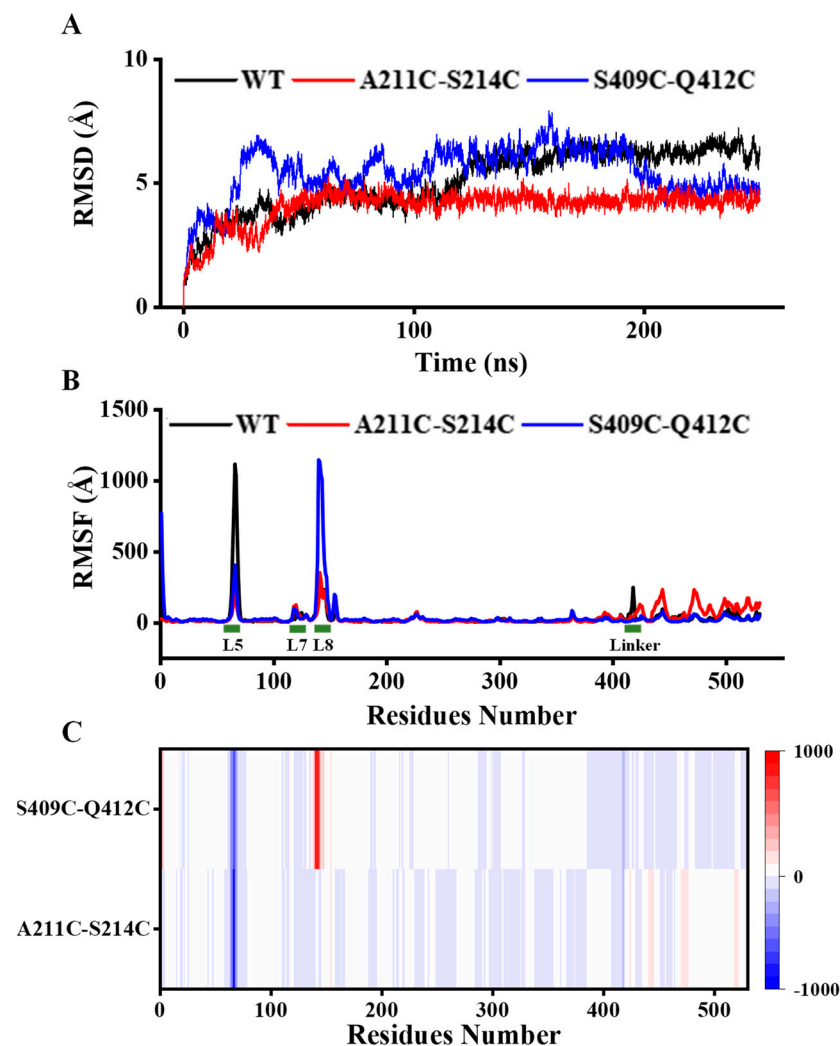 A
10
WT A211C-S214C S409C-Q412C
RMSD (Å)
5
0
0 100 200
Time (ns)
B
1500
WT A211C-S214C S409C-Q412C
1000
RMSF (Å)
500
0
L5 L7 L8 Linker
0 100 200 300 400 500
Residues Number
C
1000
S409C-Q412C
0
A211C-S214C
-1000
0 100 200 300 400 500
Residues Number